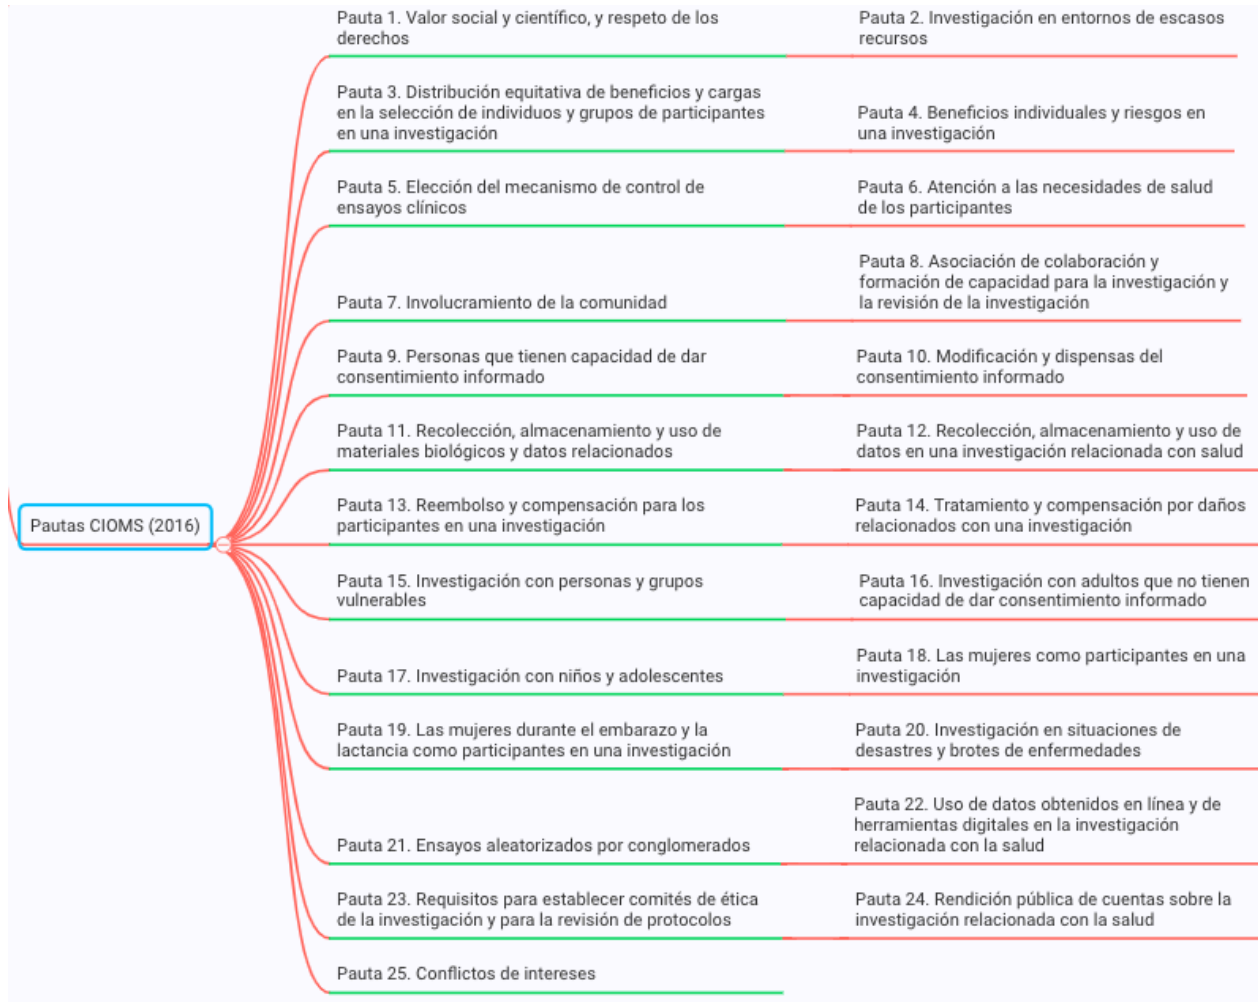 Pauta 1. Valor social y científico, y respeto de los
derechos
Pauta 2. Investigación en entornos de escasos
recursos
Pauta 3. Distribución equitativa de beneficios y cargas
en la selección de individuos y grupos de participantes
en una investigación
Pauta 4. Beneficios individuales y riesgos en
una investigación
Pauta 5. Elección del mecanismo de control de
ensayos clínicos
Pauta 6. Atención a las necesidades de salud
de los participantes
Pauta 7. Involucramiento de la comunidad
Pauta 8. Asociación de colaboración y
formación de capacidad para la investigación y
la revisión de la investigación
Pauta 9. Personas que tienen capacidad de dar
consentimiento informado
Pauta 10. Modificación y dispensas del
consentimiento informado
Pauta 11. Recolección, almacenamiento y uso de
materiales biológicos y datos relacionados
Pauta 12. Recolección, almacenamiento y uso de
datos en una investigación relacionada con salud
Pautas CIOMS (2016)
Pauta 13. Reembolso y compensación para los
participantes en una investigación
Pauta 14. Tratamiento y compensación por daños
relacionados con una investigación
Pauta 15. Investigación con personas y grupos
vulnerables
Pauta 16. Investigación con adultos que no tienen
capacidad de dar consentimiento informado
Pauta 17. Investigación con niños y adolescentes
Pauta 18. Las mujeres como participantes en una
investigación
Pauta 19. Las mujeres durante el embarazo y la
lactancia como participantes en una investigación
Pauta 20. Investigación en situaciones de
desastres y brotes de enfermedades
Pauta 21. Ensayos aleatorizados por conglomerados
Pauta 22. Uso de datos obtenidos en línea y de
herramientas digitales en la investigación
relacionada con la salud
Pauta 23. Requisitos para establecer comités de ética
de la investigación y para la revisión de protocolos
Pauta 24. Rendición pública de cuentas sobre la
investigación relacionada con la salud
Pauta 25. Conflictos de intereses